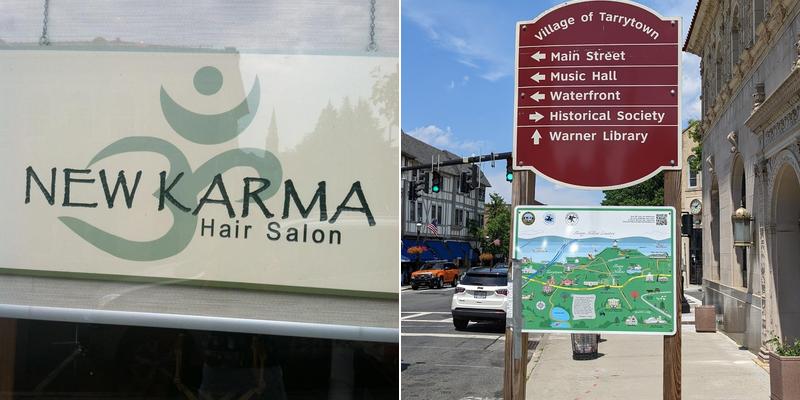 NEW KARMA
Hair Salon
Village of Tarrytown
Main Street
Music Hall
Waterfront
Historical Society
Warner Library